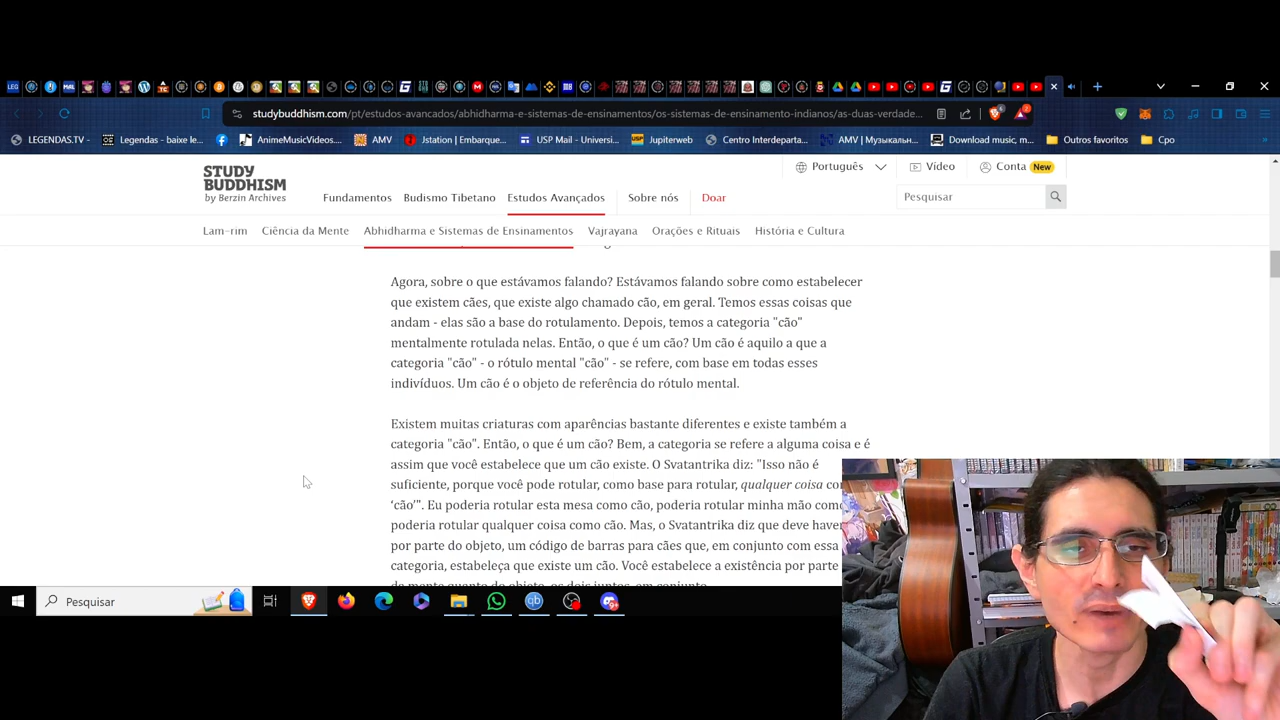 studybuddhism.com/pt/estudos-avancados/abhidharma-e-sistemas-de-ensinamentos/os-sistemas-de-ensinamento-indianos/as-duas-verdade...
LEGENDAS.TV - Legendas - baixe le... AnimeMusicVideos.... AMV Jstation | Embarque... USP Mail - Universi... Jupiterweb Centro Interdeparta... AMV | Музыкальн... Download music, m... Outros favoritos Cpo
STUDY
BUDDHISM
by Berzin Archives
Português Vídeo Conta New
Fundamentos Budismo Tibetano Estudos Avançados Sobre nós Doar Pesquisar
Lam-rim Ciência da Mente Abhidharma e Sistemas de Ensinamentos Vajrayana Orações e Rituais História e Cultura
Agora, sobre o que estávamos falando? Estávamos falando sobre como estabelecer
que existem cães, que existe algo chamado cão, em geral. Temos essas coisas que
andam - elas são a base do rotulamento. Depois, temos a categoria "cão"
mentalmente rotulada nelas. Então, o que é um cão? Um cão é aquilo a que a
categoria "cão" - o rótulo mental "cão" - se refere, com base em todas esses
indivíduos. Um cão é o objeto de referência do rótulo mental.
Existem muitas criaturas com aparências bastante diferentes e existe também a
categoria "cão". Então, o que é um cão? Bem, a categoria se refere a alguma coisa e é
assim que você estabelece que um cão existe. O Svatantrika diz: "Isso não é
suficiente, porque você pode rotular, como base para rotular, qualquer coisa co
'cão'". Eu poderia rotular esta mesa como cão, poderia rotular minha mão como
poderia rotular qualquer coisa como cão. Mas, o Svatantrika diz que deve haver
por parte do objeto, um código de barras para cães que, em conjunto com essa
categoria, estabeleça que existe um cão. Você estabelece a existência por parte
da mente quanto do objeto, os dois juntos, em conjunto.
Pesquisar